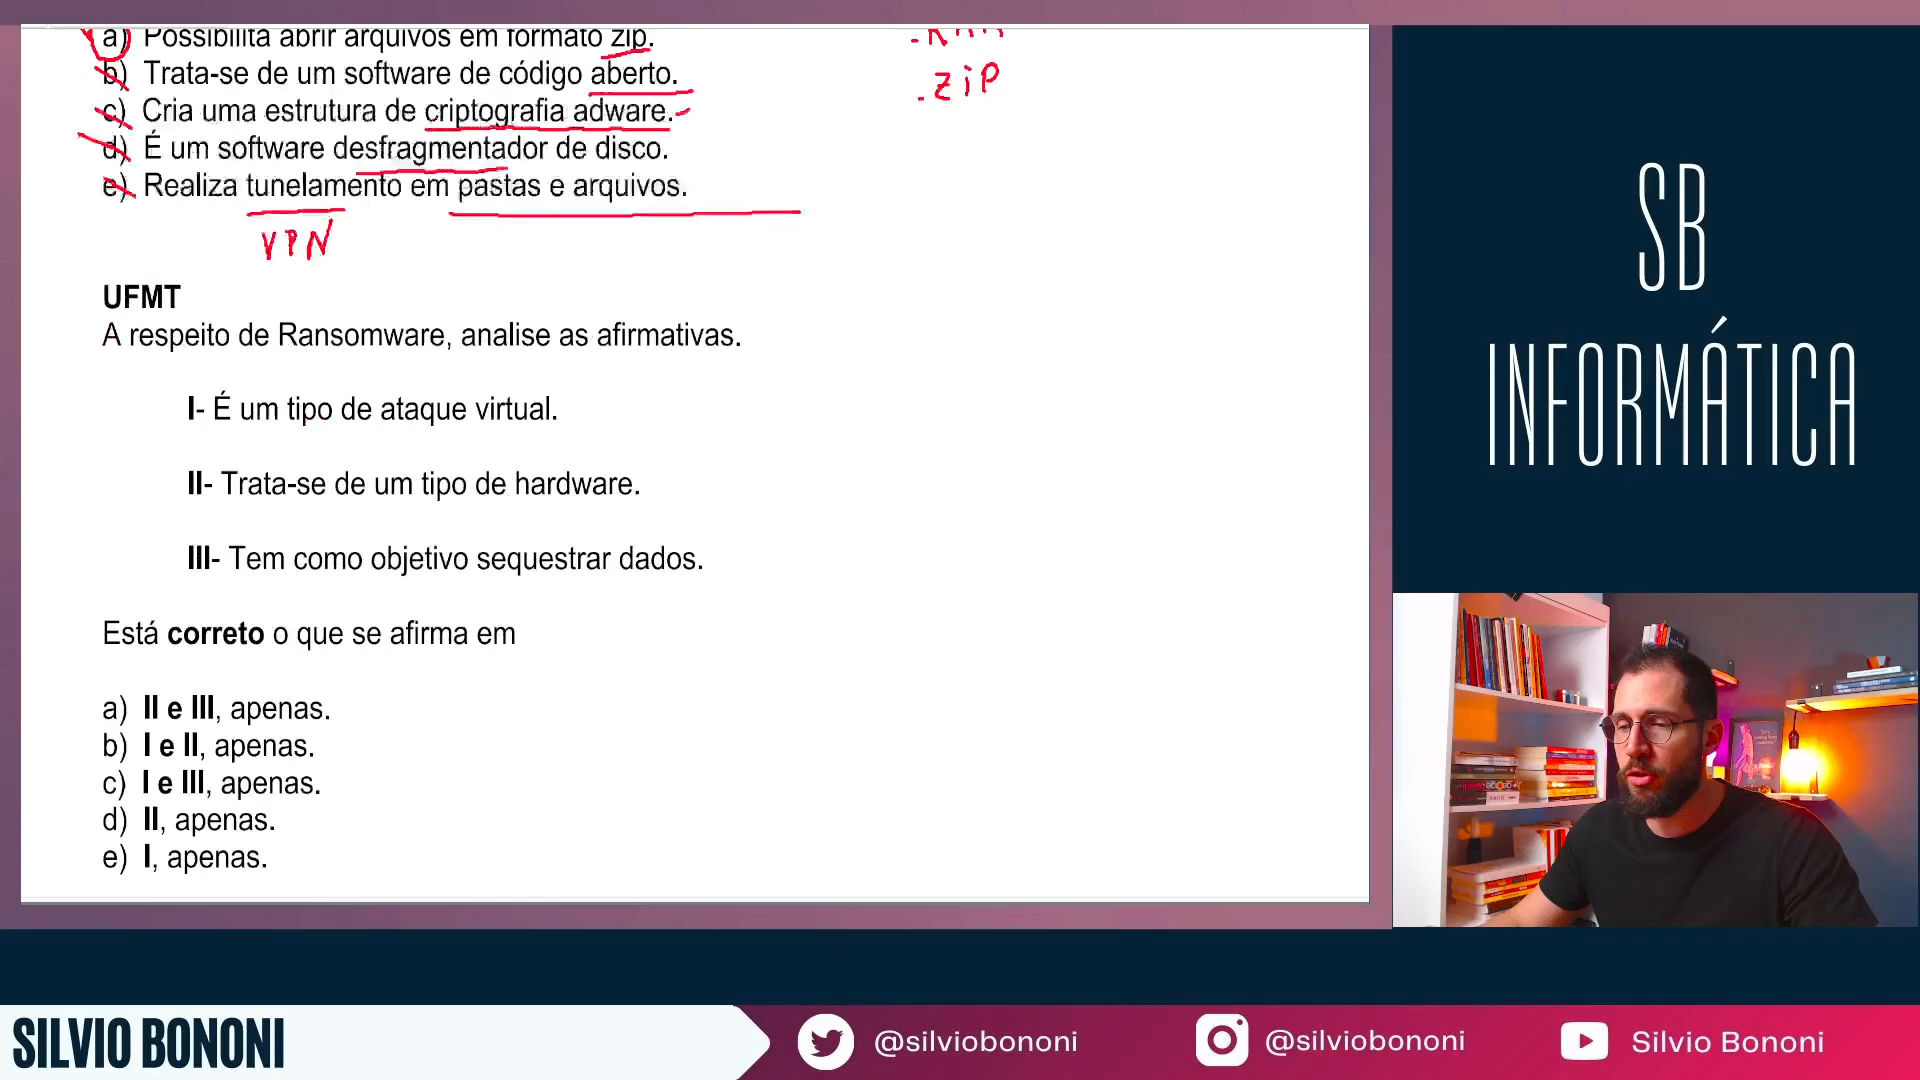 a) Possibilita abrir arquivos em formato zip.
b) Trata-se de um software de código aberto.
c) Cria uma estrutura de criptografia adware.
d) É um software desfragmentador de disco.
e) Realiza tunelamento em pastas e arquivos.
VPN
.ZIP
UFMT
A respeito de Ransomware, analise as afirmativas.
I- É um tipo de ataque virtual.
II- Trata-se de um tipo de hardware.
III- Tem como objetivo sequestrar dados.
Está correto o que se afirma em
a) II e III, apenas.
b) I e II, apenas.
c) I e III, apenas.
d) II, apenas.
e) I, apenas.
SB
INFORMÁTICA
SILVIO BONONI
@silviobononi
@silviobononi
Silvio Bononi